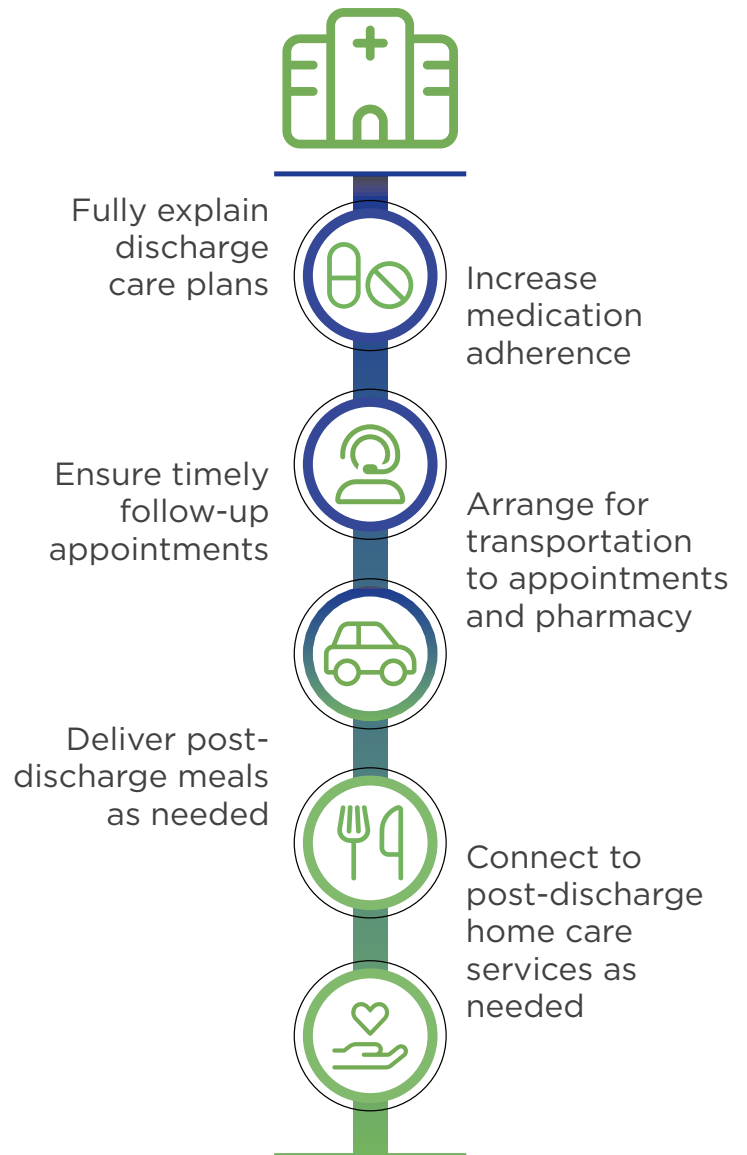 Fully explain
discharge
care plans
Increase
medication
adherence
Ensure timely
follow-up
appointments
Arrange for
transportation
to appointments
and pharmacy
Deliver post-
discharge meals
as needed
Connect to
post-discharge
home care
services as
needed